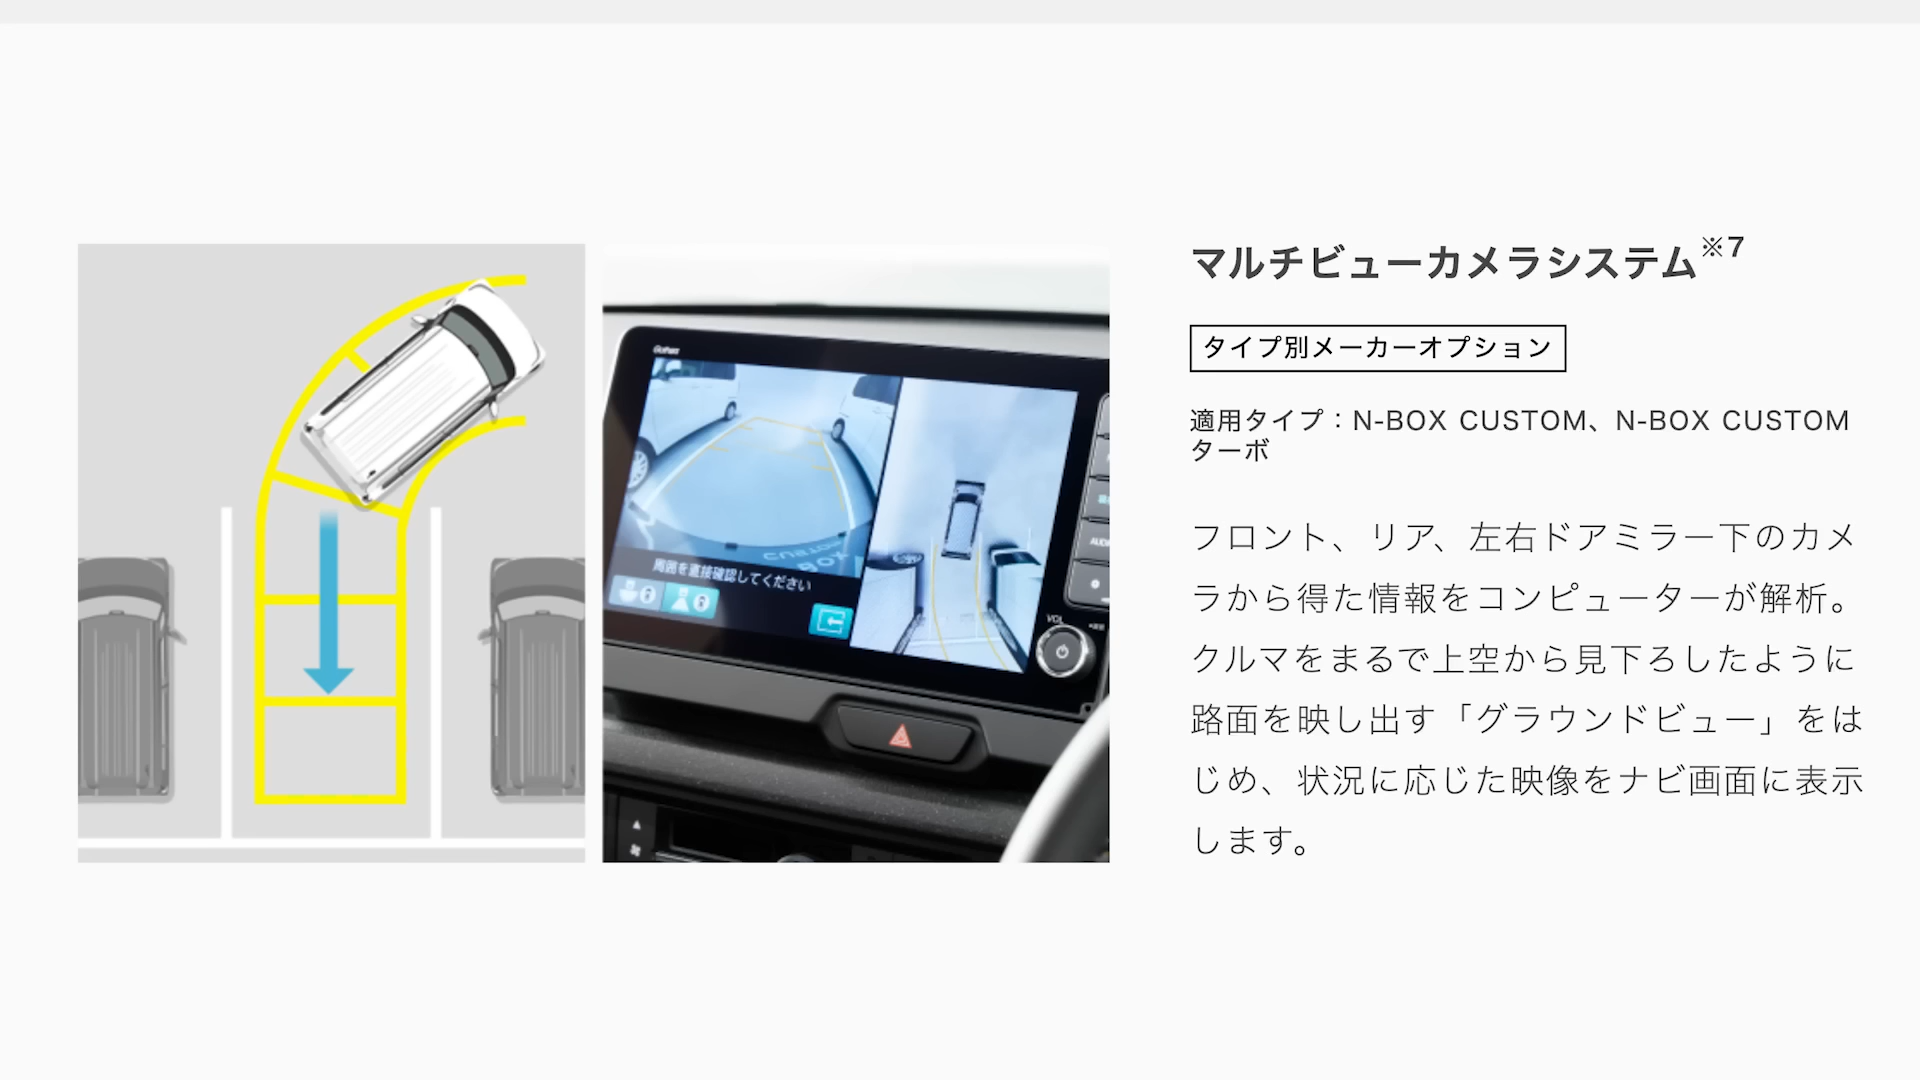 マルチビューカメラシステム※7
タイプ別メーカーオプション
適用タイプ：N-BOX CUSTOM、N-BOX CUSTOM
ターボ
フロント、リア、左右ドアミラー下のカメ
ラから得た情報をコンピューターが解析。
クルマをまるで上空から見下ろしたように
路面を映し出す「グラウンドビュー」をは
じめ、状況に応じた映像をナビ画面に表示
します。
Gathers
CUSTOM
周囲を直接確認してください
VOL